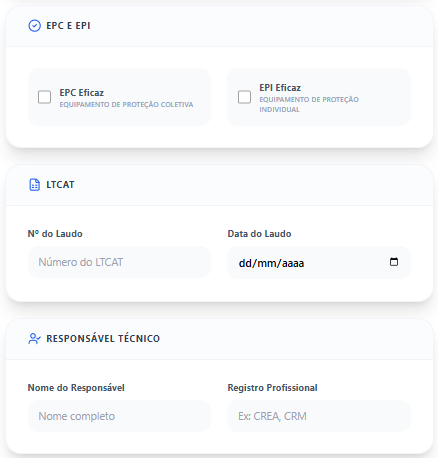 EPC E EPI
EPC Eficaz
EQUIPAMENTO DE PROTEÇÃO COLETIVA
EPI Eficaz
EQUIPAMENTO DE PROTEÇÃO
INDIVIDUAL
LTCAT
Nº do Laudo
Data do Laudo
Número do LTCAT
dd/mm/aaaa
RESPONSÁVEL TÉCNICO
Nome do Responsável
Registro Profissional
Nome completo
Ex: CREA, CRM